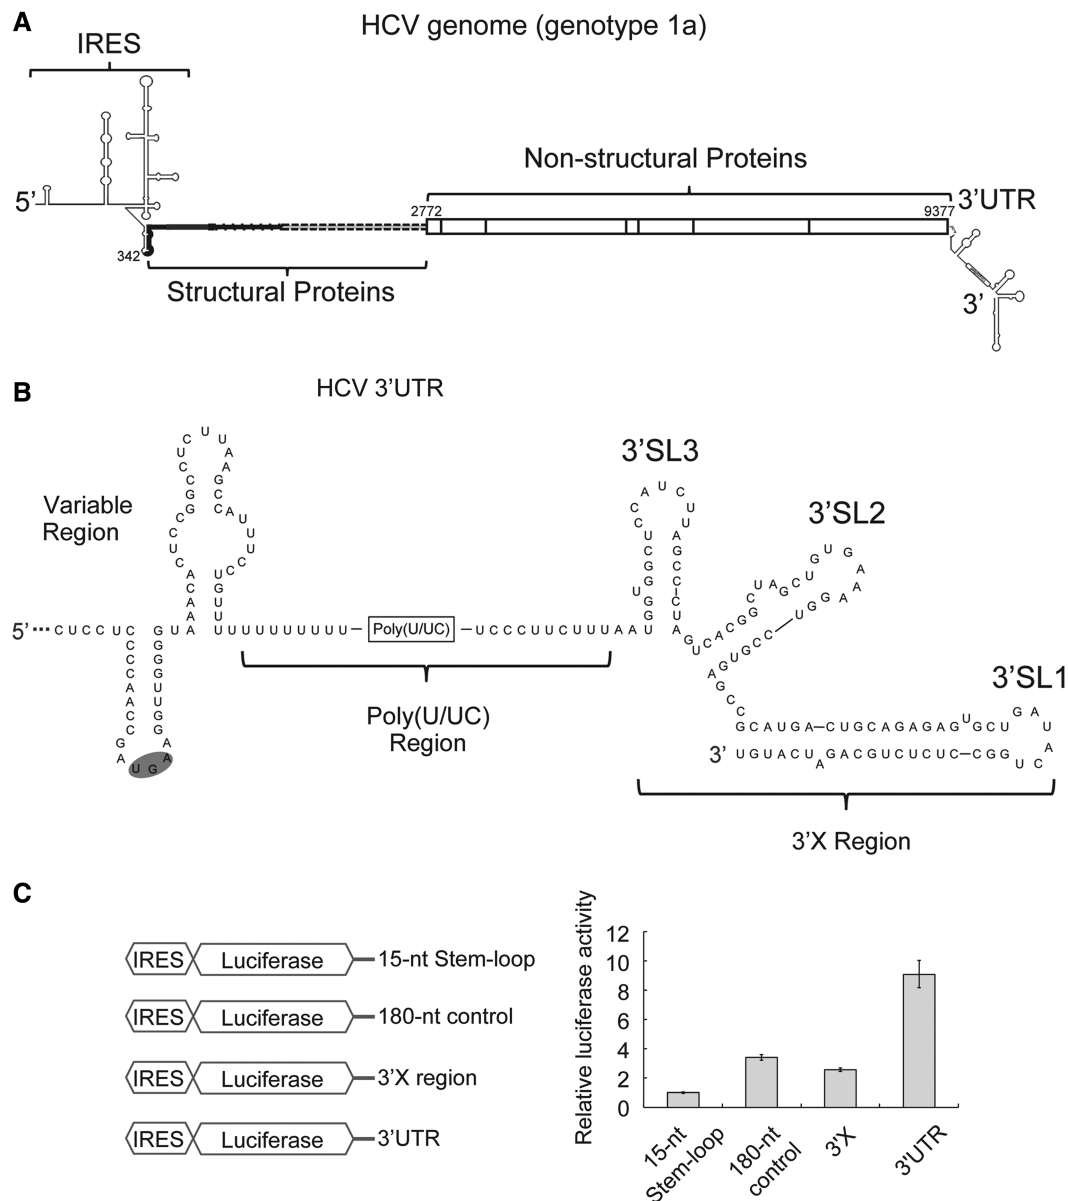 A
HCV genome (genotype 1a)
IRES
5’
342
Structural Proteins
Non-structural Proteins
2772
9377
3’UTR
3’
B
HCV 3’UTR
Variable
Region
5’
CUCCUCCCCAACCGAUGAAGGUUGGGGUAAACACUCCGGCCUCUUAAGCCAUUUCCUGUUUUUUUUUUUUUU
Poly(U/UC)
UCCCUUCUUUAAUGGUGGCUCCAUCUUAGCCCUAGUCACGGCUAGCUGUGAAAGGUCCGUGAGCCGCAUGACUGCAGAGAGUGCUGAUACUGGCCUCUCUGCAGAUCAUGU
3’
Poly(U/UC)
Region
3’SL3
3’SL2
3’SL1
3’X Region
C
IRES Luciferase 15-nt Stem-loop
IRES Luciferase 180-nt control
IRES Luciferase 3’X region
IRES Luciferase 3’UTR
Relative luciferase activity
12
10
8
6
4
2
0
15-nt
Stem-loop
180-nt
control
3'X
3'UTR